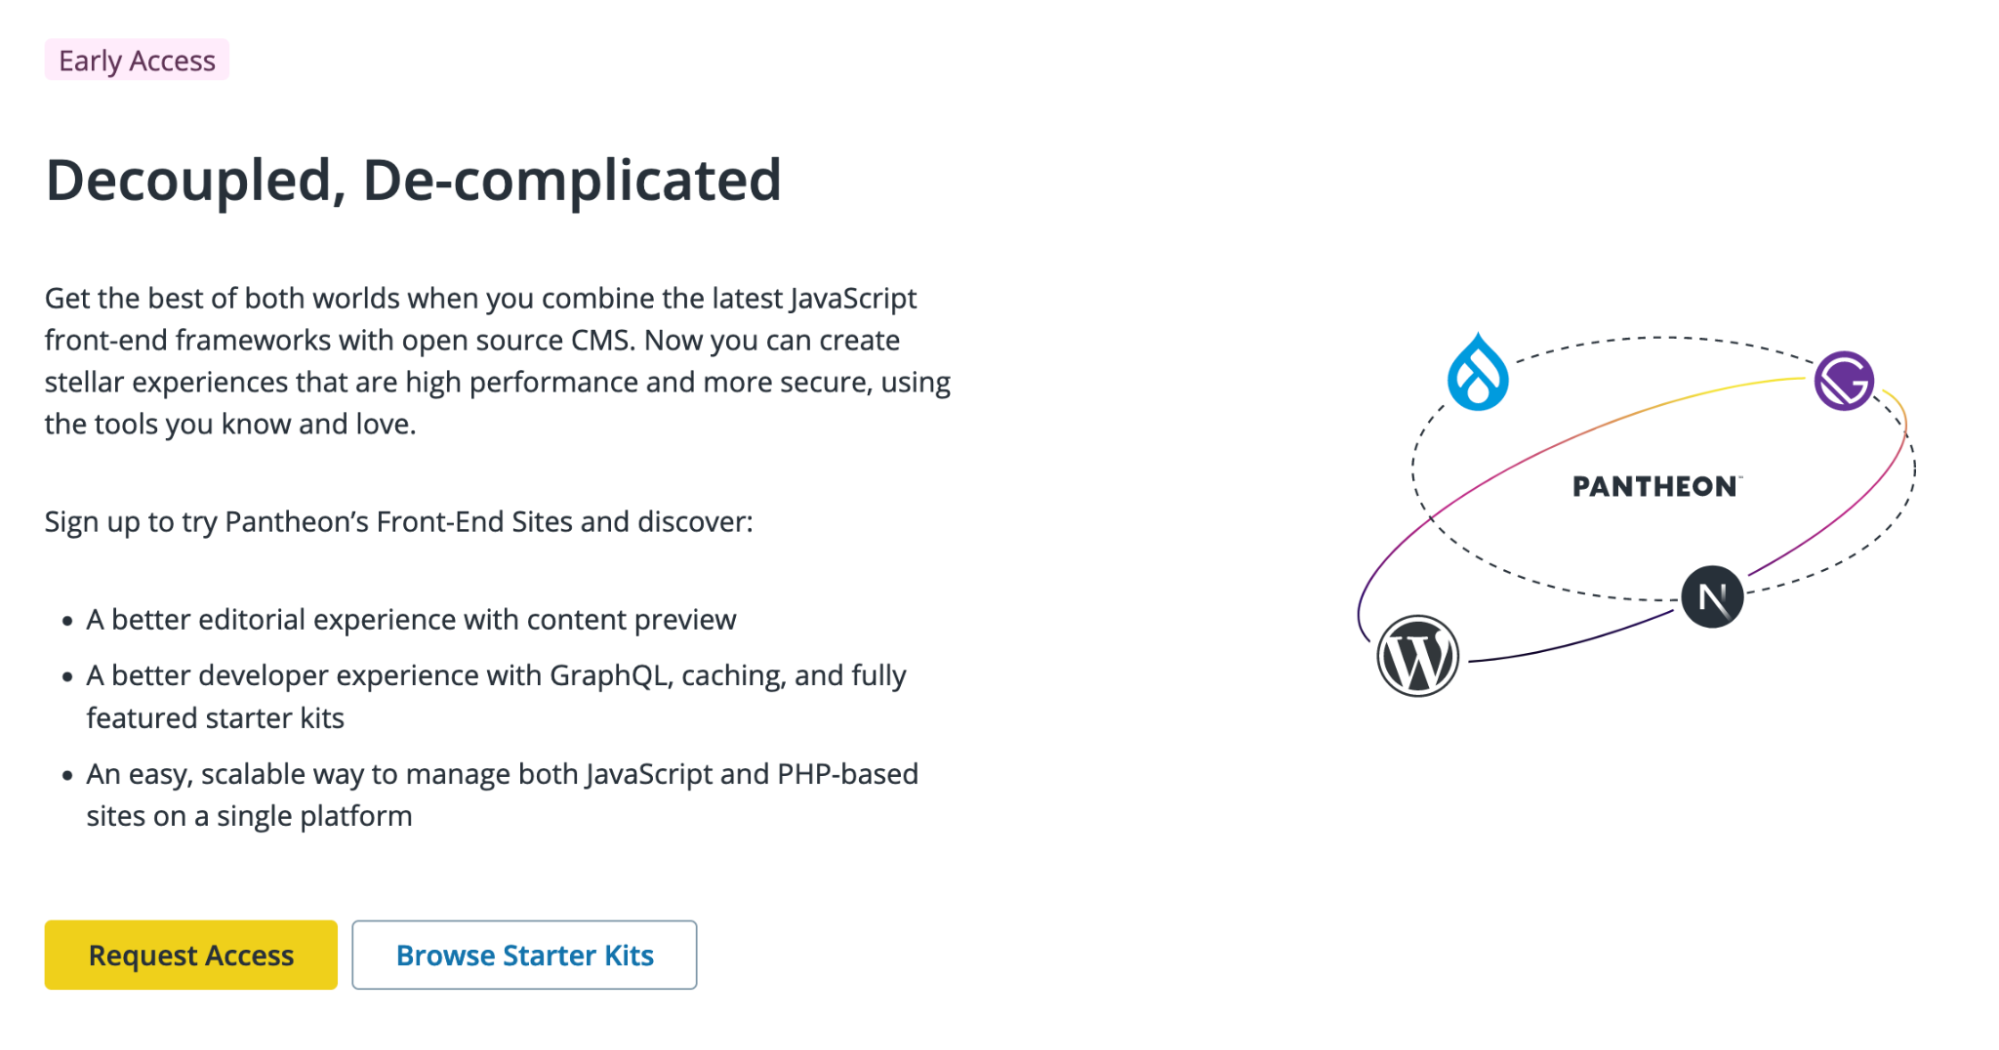 Early Access
Decoupled, De-complicated
Get the best of both worlds when you combine the latest JavaScript
front-end frameworks with open source CMS. Now you can create
stellar experiences that are high performance and more secure, using
the tools you know and love.
Sign up to try Pantheon’s Front-End Sites and discover:
• A better editorial experience with content preview
• A better developer experience with GraphQL, caching, and fully
featured starter kits
• An easy, scalable way to manage both JavaScript and PHP-based
sites on a single platform
Request Access
Browse Starter Kits
G
PANTHEON™
N
W